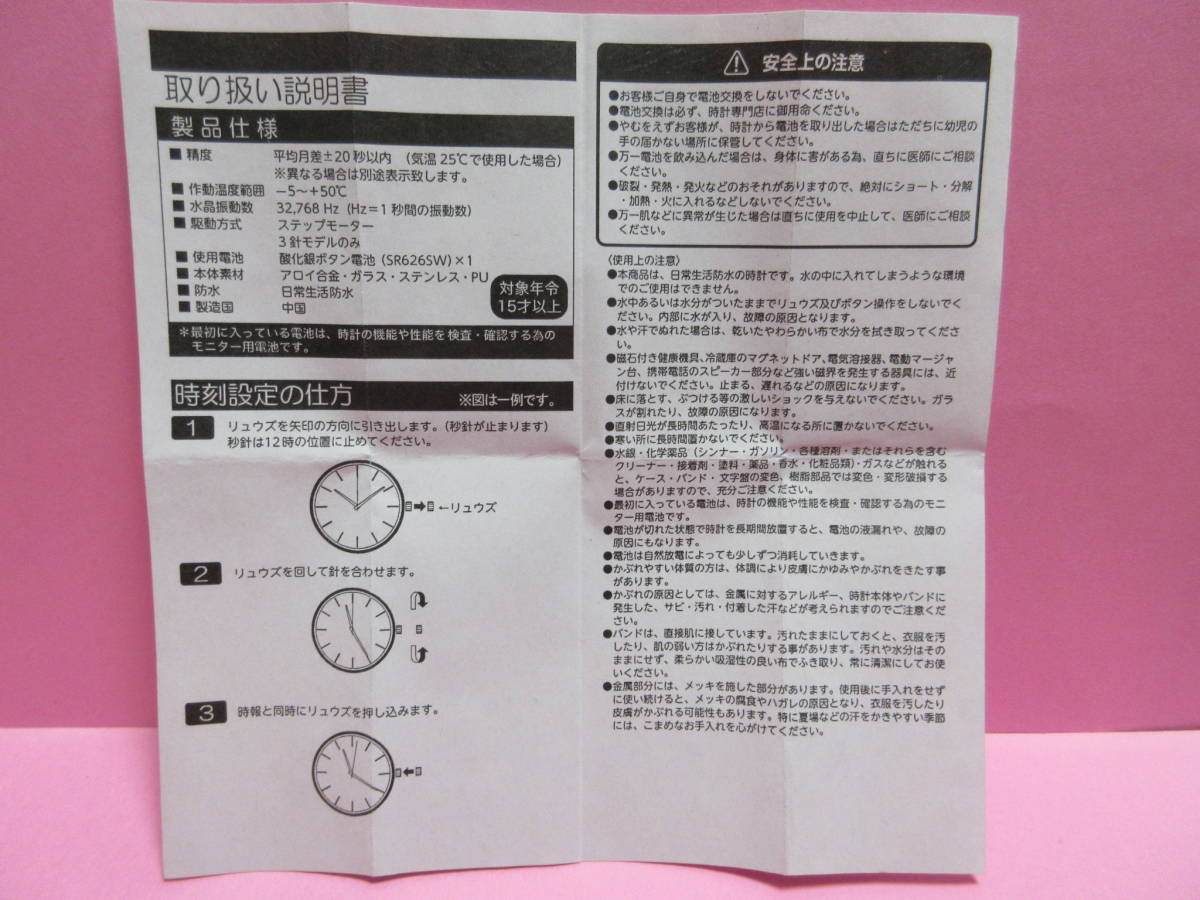 取り扱い説明書
製品仕様
■ 精度 平均月差±20秒以内 (気温25℃で使用した場合)
※異なる場合は別途表示致します。
■ 作動温度範囲 −5〜+50℃
■ 水晶振動数 32,768 Hz (Hz=1秒間の振動数)
■ 駆動方式 ステップモーター
3針モデルのみ
■ 使用電池 酸化銀ボタン電池 (SR626SW) ×1
■ 本体素材 アロイ合金・ガラス・ステンレス・PU
■ 防水 日常生活防水
■ 製造国 中国
対象年令
15才以上
*最初に入っている電池は、時計の機能や性能を検査・確認する為の
モニター用電池です。
時刻設定の仕方 ※図は一例です。
1 リュウズを矢印の方向に引き出します。(秒針が止まります)
秒針は12時の位置に止めてください。
←リュウズ
2 リュウズを回して針を合わせます。
3 時報と同時にリュウズを押し込みます。
安全上の注意
●お客様ご自身で電池交換をしないでください。
●電池交換は必ず、時計専門店に御用命ください。
●やむをえずお客様が、時計から電池を取り出した場合はただちに幼児の
手の届かない場所に保管してください。
●万一電池を飲み込んだ場合は、身体に害がある為、直ちに医師にご相談
ください。
●破裂・発熱・発火などのおそれがありますので、絶対にショート・分解
・加熱・火に入れるなどしないでください。
●万一肌などに異常が生じた場合は直ちに使用を中止して、医師にご相談
ください。
〈使用上の注意〉
●本商品は、日常生活防水の時計です。水の中に入れてしまうような環境
でのご使用はできません。
●水中あるいは水分がついたままでリュウズ及びボタン操作をしないでく
ださい。内部に水が入り、故障の原因となります。
●水や汗でぬれた場合は、乾いたやわらかい布で水分を拭き取ってくださ
い。
●磁石付き健康機具、冷蔵庫のマグネットドア、電気溶接器、電動マージャ
ン台、携帯電話のスピーカー部分など強い磁界を発生する器具には、近
付けないでください。止まる、遅れるなどの原因になります。
●床に落とす、ぶつける等の激しいショックを与えないでください。ガラ
スが割れたり、故障の原因になります。
●直射日光が長時間あたったり、高温になる所に置かないでください。
●寒い所に長時間置かないでください。
●水銀・化学薬品 (シンナー・ガソリン・各種溶剤・またはそれらを含む
クリーナー・接着剤・塗料・薬品・香水・化粧品類)・ガスなどが触れる
と、ケース・バンド・文字盤の変色、樹脂部品では変色・変形破損する
場合がありますので、充分ご注意ください。
●最初に入っている電池は、時計の機能や性能を検査・確認する為のモニ
ター用電池です。
●電池が切れた状態で時計を長期間放置すると、電池の液漏れや、故障の
原因にもなります。
●電池は自然放電によっても少しずつ消耗していきます。
●かぶれやすい体質の方は、体調により皮膚にかゆみやかぶれをきたす事
があります。
●かぶれの原因としては、金属に対するアレルギー、時計本体やバンドに
発生した、サビ・汚れ・付着した汗などが考えられますのでご注意くだ
さい。
●バンドは、直接肌に接しています。汚れたままにしておくと、衣服を汚
したり、肌の弱い方はかぶれたりする事があります。汚れや水分はその
ままにせず、柔らかい吸湿性の良い布でふき取り、常に清潔にしてお使
いください。
●金属部分には、メッキを施した部分があります。使用後に手入れをせず
に使い続けると、メッキの腐食やハガレの原因となり、衣服を汚したり
皮膚がかぶれる可能性もあります。特に夏場などの汗をかきやすい季節
には、こまめなお手入れを心がけてください。